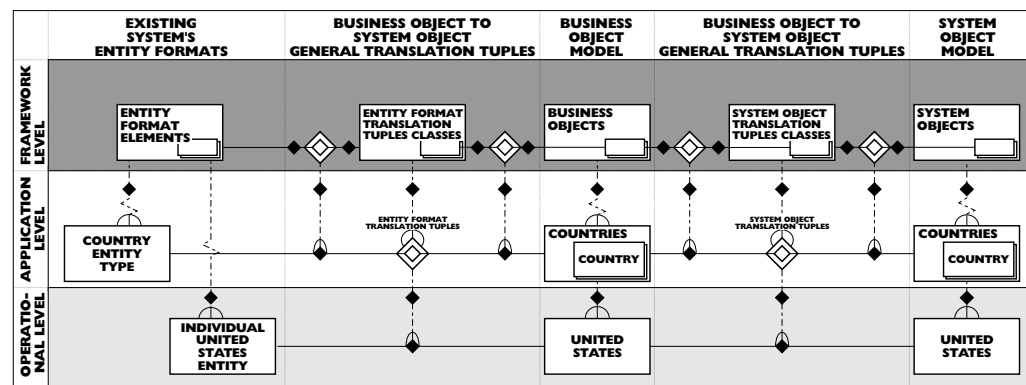 EXISTING
SYSTEM'S
ENTITY FORMATS
BUSINESS OBJECT TO
SYSTEM OBJECT
GENERAL TRANSLATION TUPLES
BUSINESS
OBJECT
MODEL
BUSINESS OBJECT TO
SYSTEM OBJECT
GENERAL TRANSLATION TUPLES
SYSTEM
OBJECT
MODEL
FRAMEWORK
LEVEL
ENTITY
FORMAT
ELEMENTS
ENTITY FORMAT
TRANSLATION
TUPLES CLASSES
BUSINESS
OBJECTS
SYSTEM OBJECT
TRANSLATION
TUPLES CLASSES
SYSTEM
OBJECTS
APPLICATION
LEVEL
COUNTRY
ENTITY
TYPE
ENTITY FORMAT
TRANSLATION TUPLES
COUNTRIES
COUNTRY
SYSTEM OBJECT
TRANSLATION TUPLES
COUNTRIES
COUNTRY
OPERATIO-
NAL LEVEL
INDIVIDUAL
UNITED
STATES
ENTITY
UNITED
STATES
UNITED
STATES